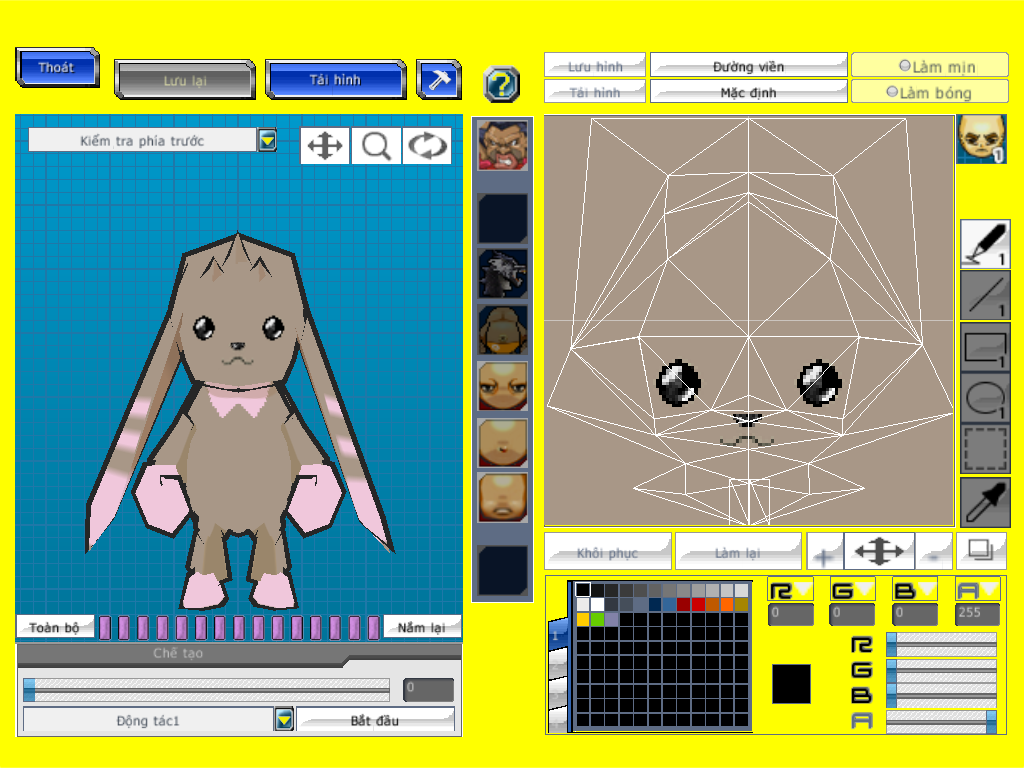 Thoát
Lưu lại
Tải hình
Lưu hình
Đường viền
Làm mịn
Tải hình
Mặc định
Làm bóng
Kiểm tra phía trước
1
1
1
1
1
Khôi phục
Làm lại
R G B A
0 0 0 255
1
R
G
B
A
Toàn bộ
Nắm lại
Chế tạo
0
Động tác1
Bắt đầu